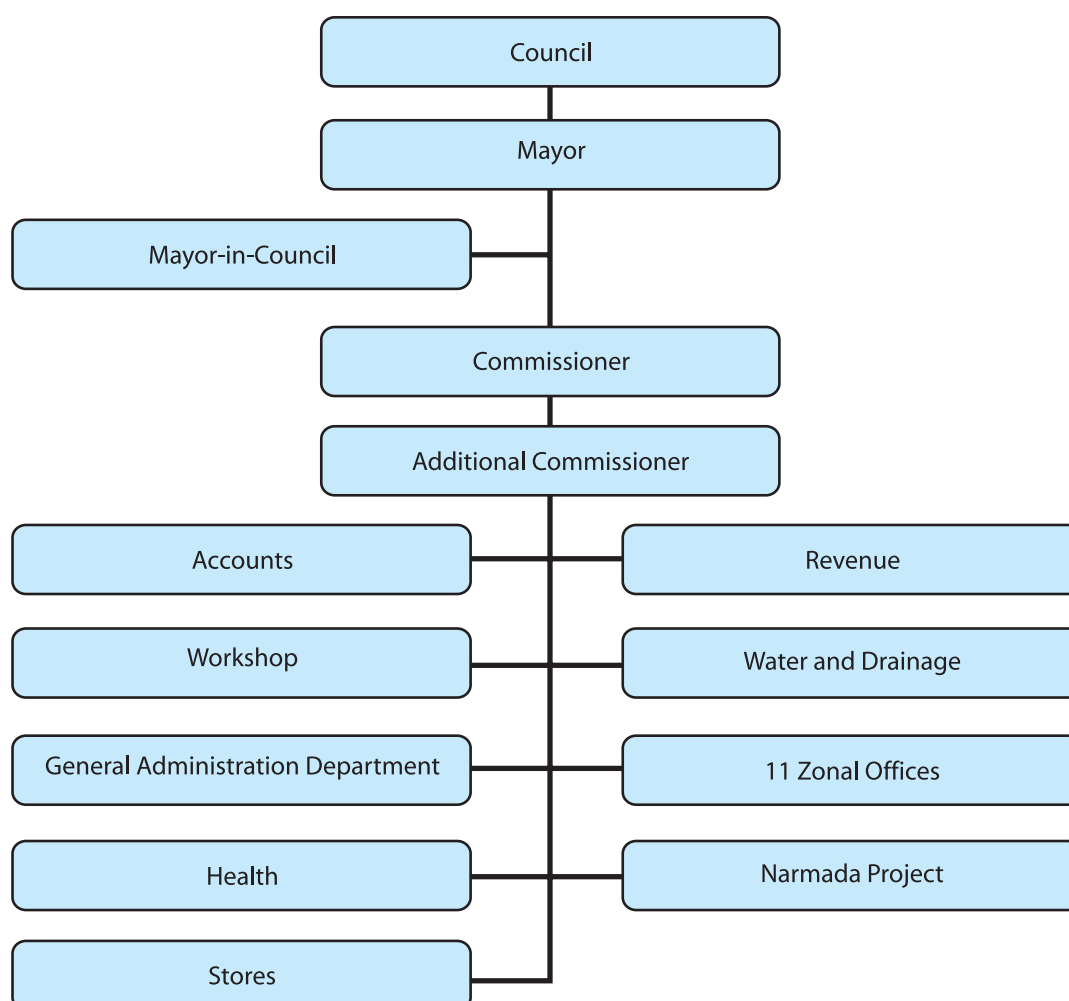 Council
Mayor
Mayor-in-Council
Commissioner
Additional Commissioner
Accounts
Revenue
Workshop
Water and Drainage
General Administration Department
11 Zonal Offices
Health
Narmada Project
Stores